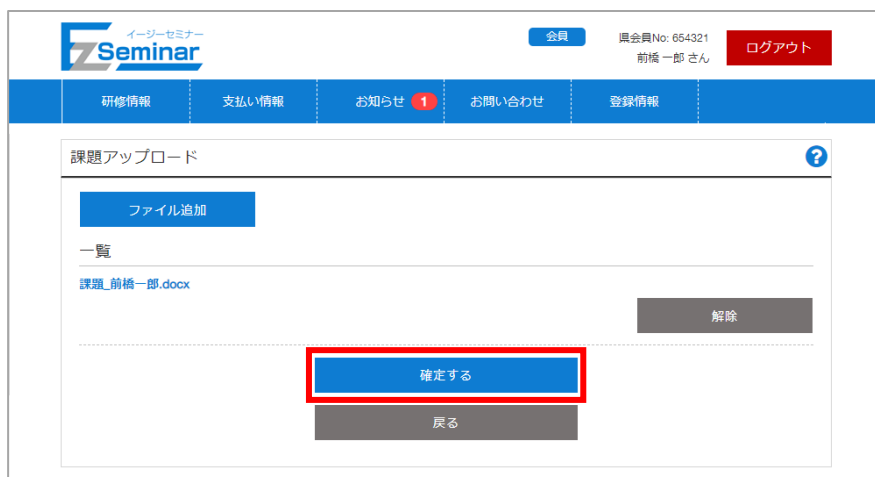 イージーセミナー
EZ Seminar
会員
県会員No: 654321
前橋 一郎 さん
ログアウト
研修情報
支払い情報
お知らせ 1
お問い合わせ
登録情報
課題アップロード
?
ファイル追加
一覧
課題_前橋一郎.docx
解除
確定する
戻る